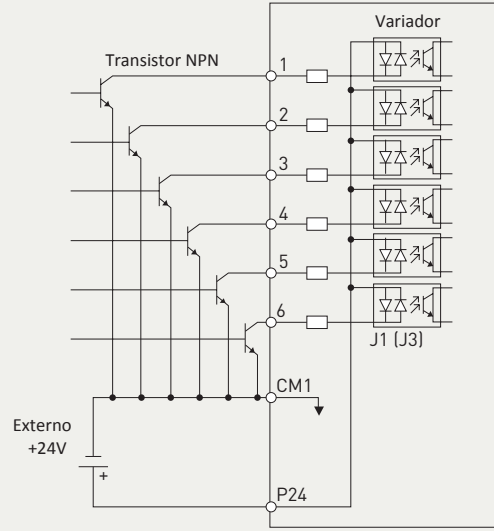 Variador
Transistor NPN
1
2
3
4
5
6
J1 (J3)
CM1
Externo
+24V
+
P24